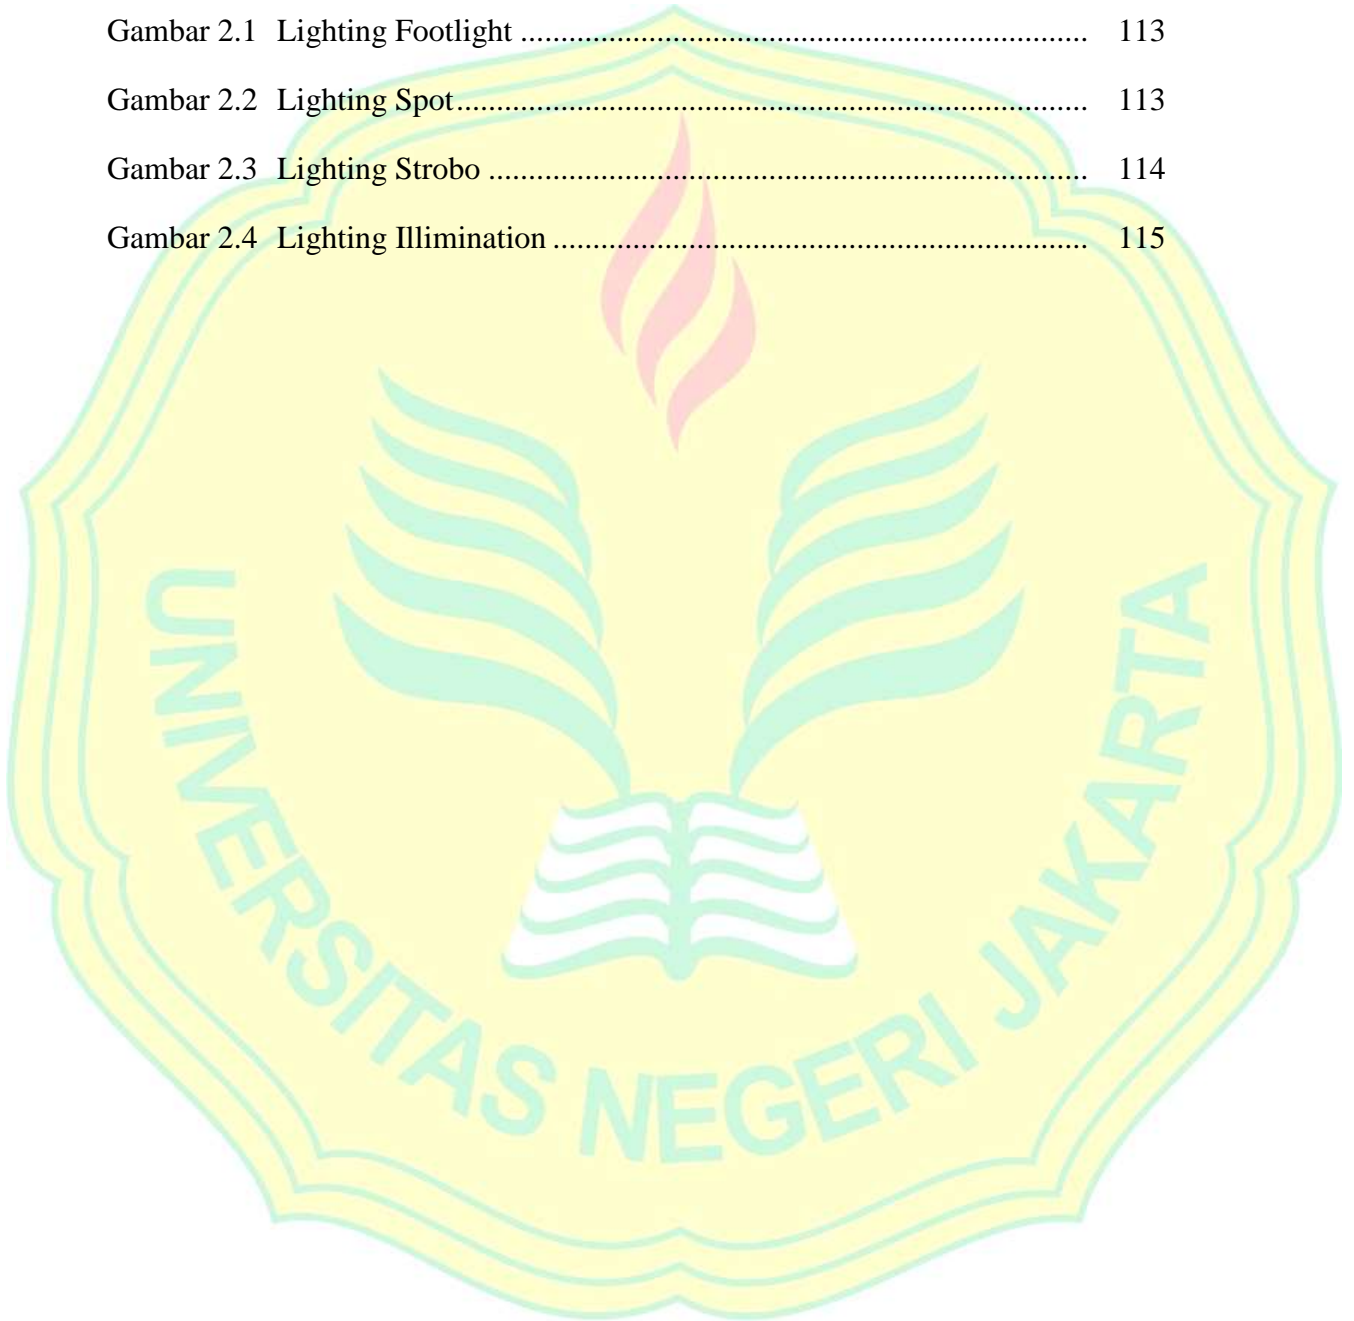 Gambar 2.1 Lighting Footlight ........................................................................ 113
Gambar 2.2 Lighting Spot................................................................................ 113
Gambar 2.3 Lighting Strobo ............................................................................ 114
Gambar 2.4 Lighting Illimination .................................................................... 115
UNIVERSITAS NEGERI JAKARTA